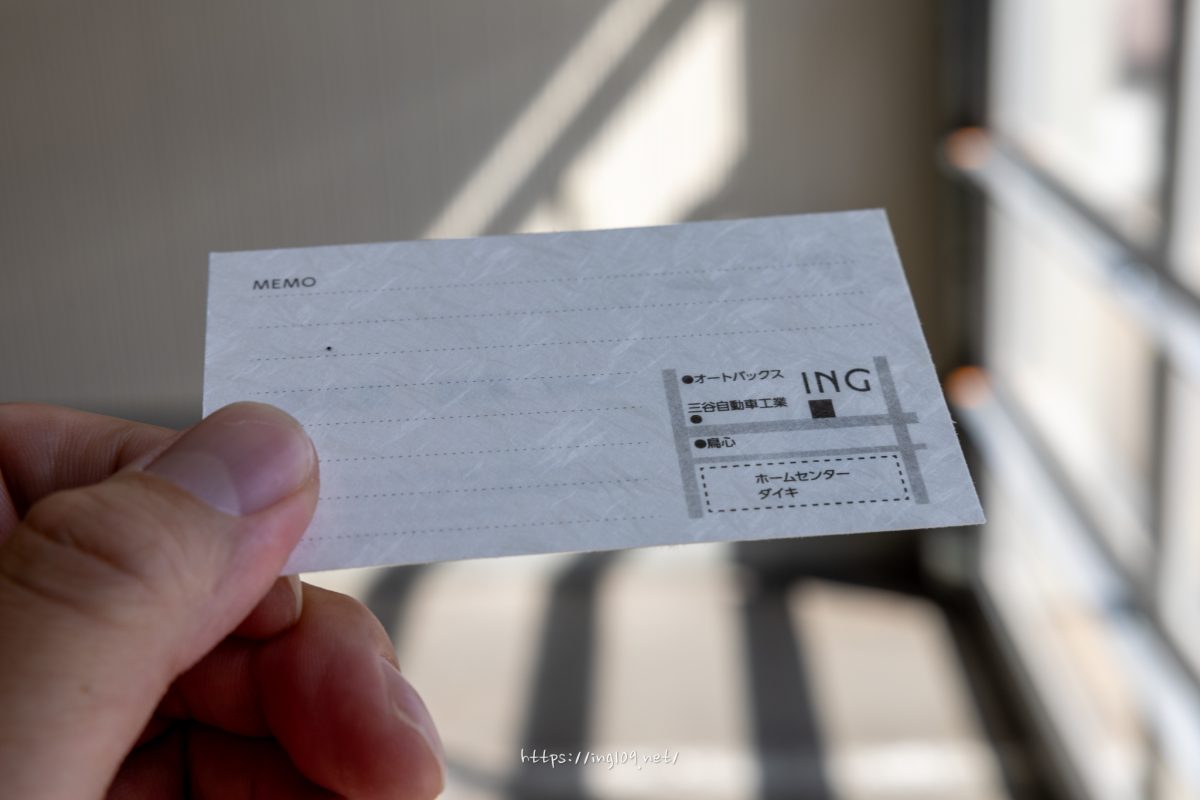 MEMO
●オートバックス
ING
三谷自動車工業
●鳥心
ホームセンター
ダイキ
https://ing109.net/